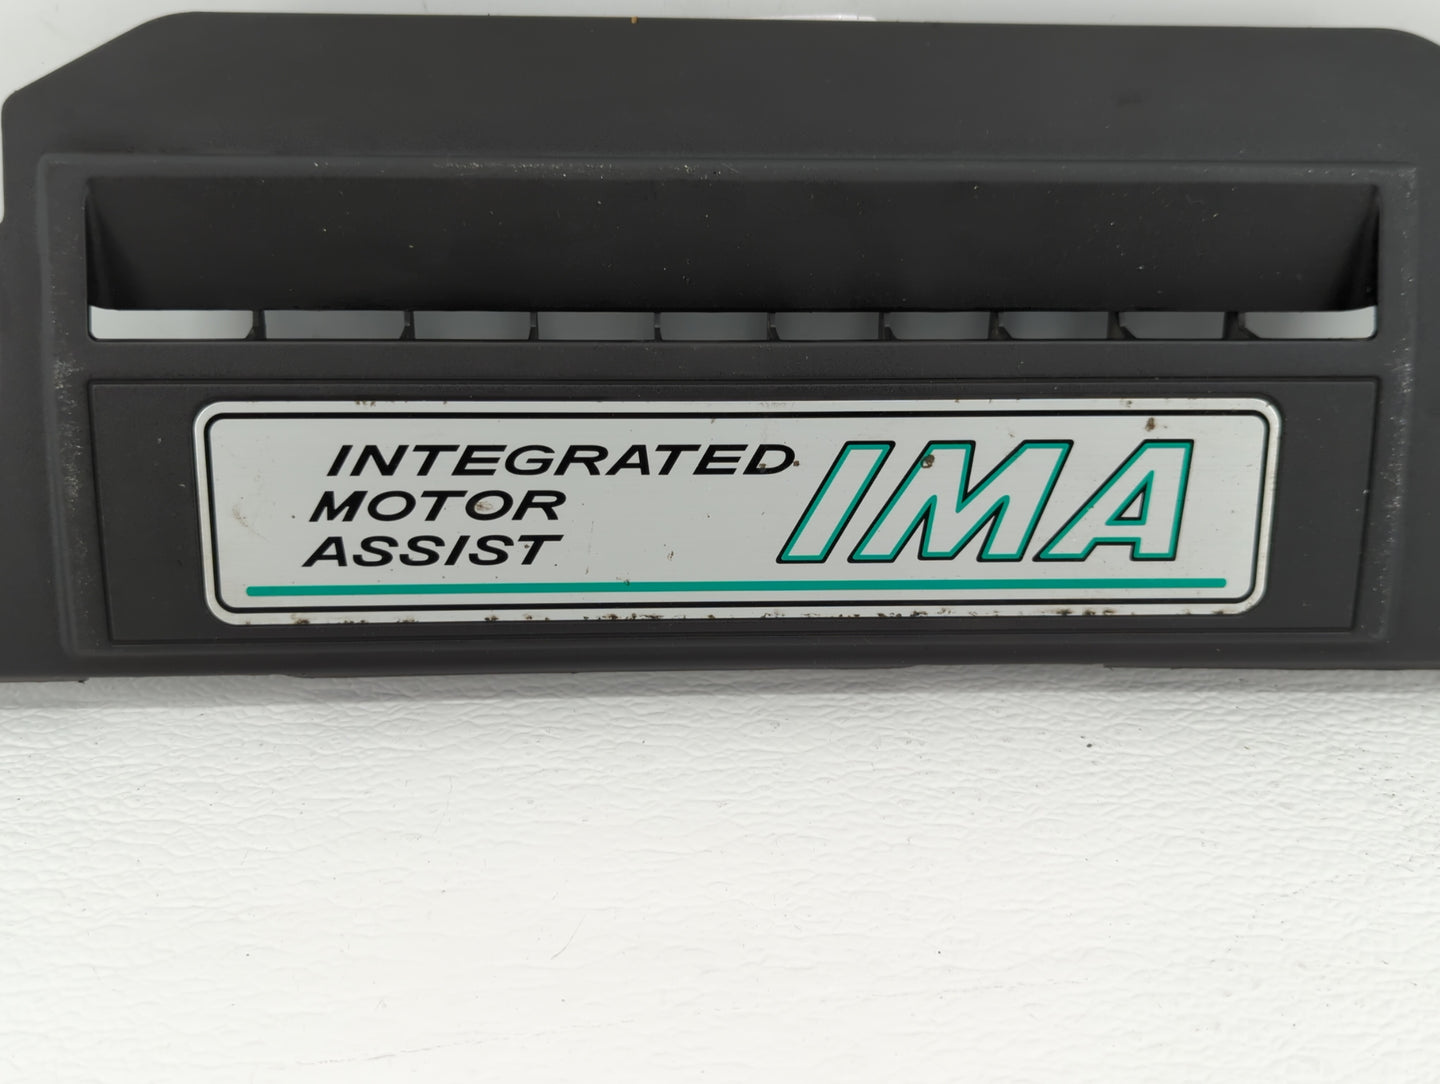 INTEGRATED
MOTOR
ASSIST
IMA